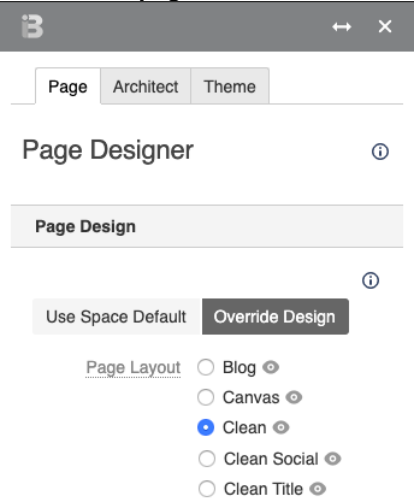 B
Page Architect Theme
Page Designer
Page Design
Use Space Default Override Design
Page Layout Blog
Canvas
Clean
Clean Social
Clean Title